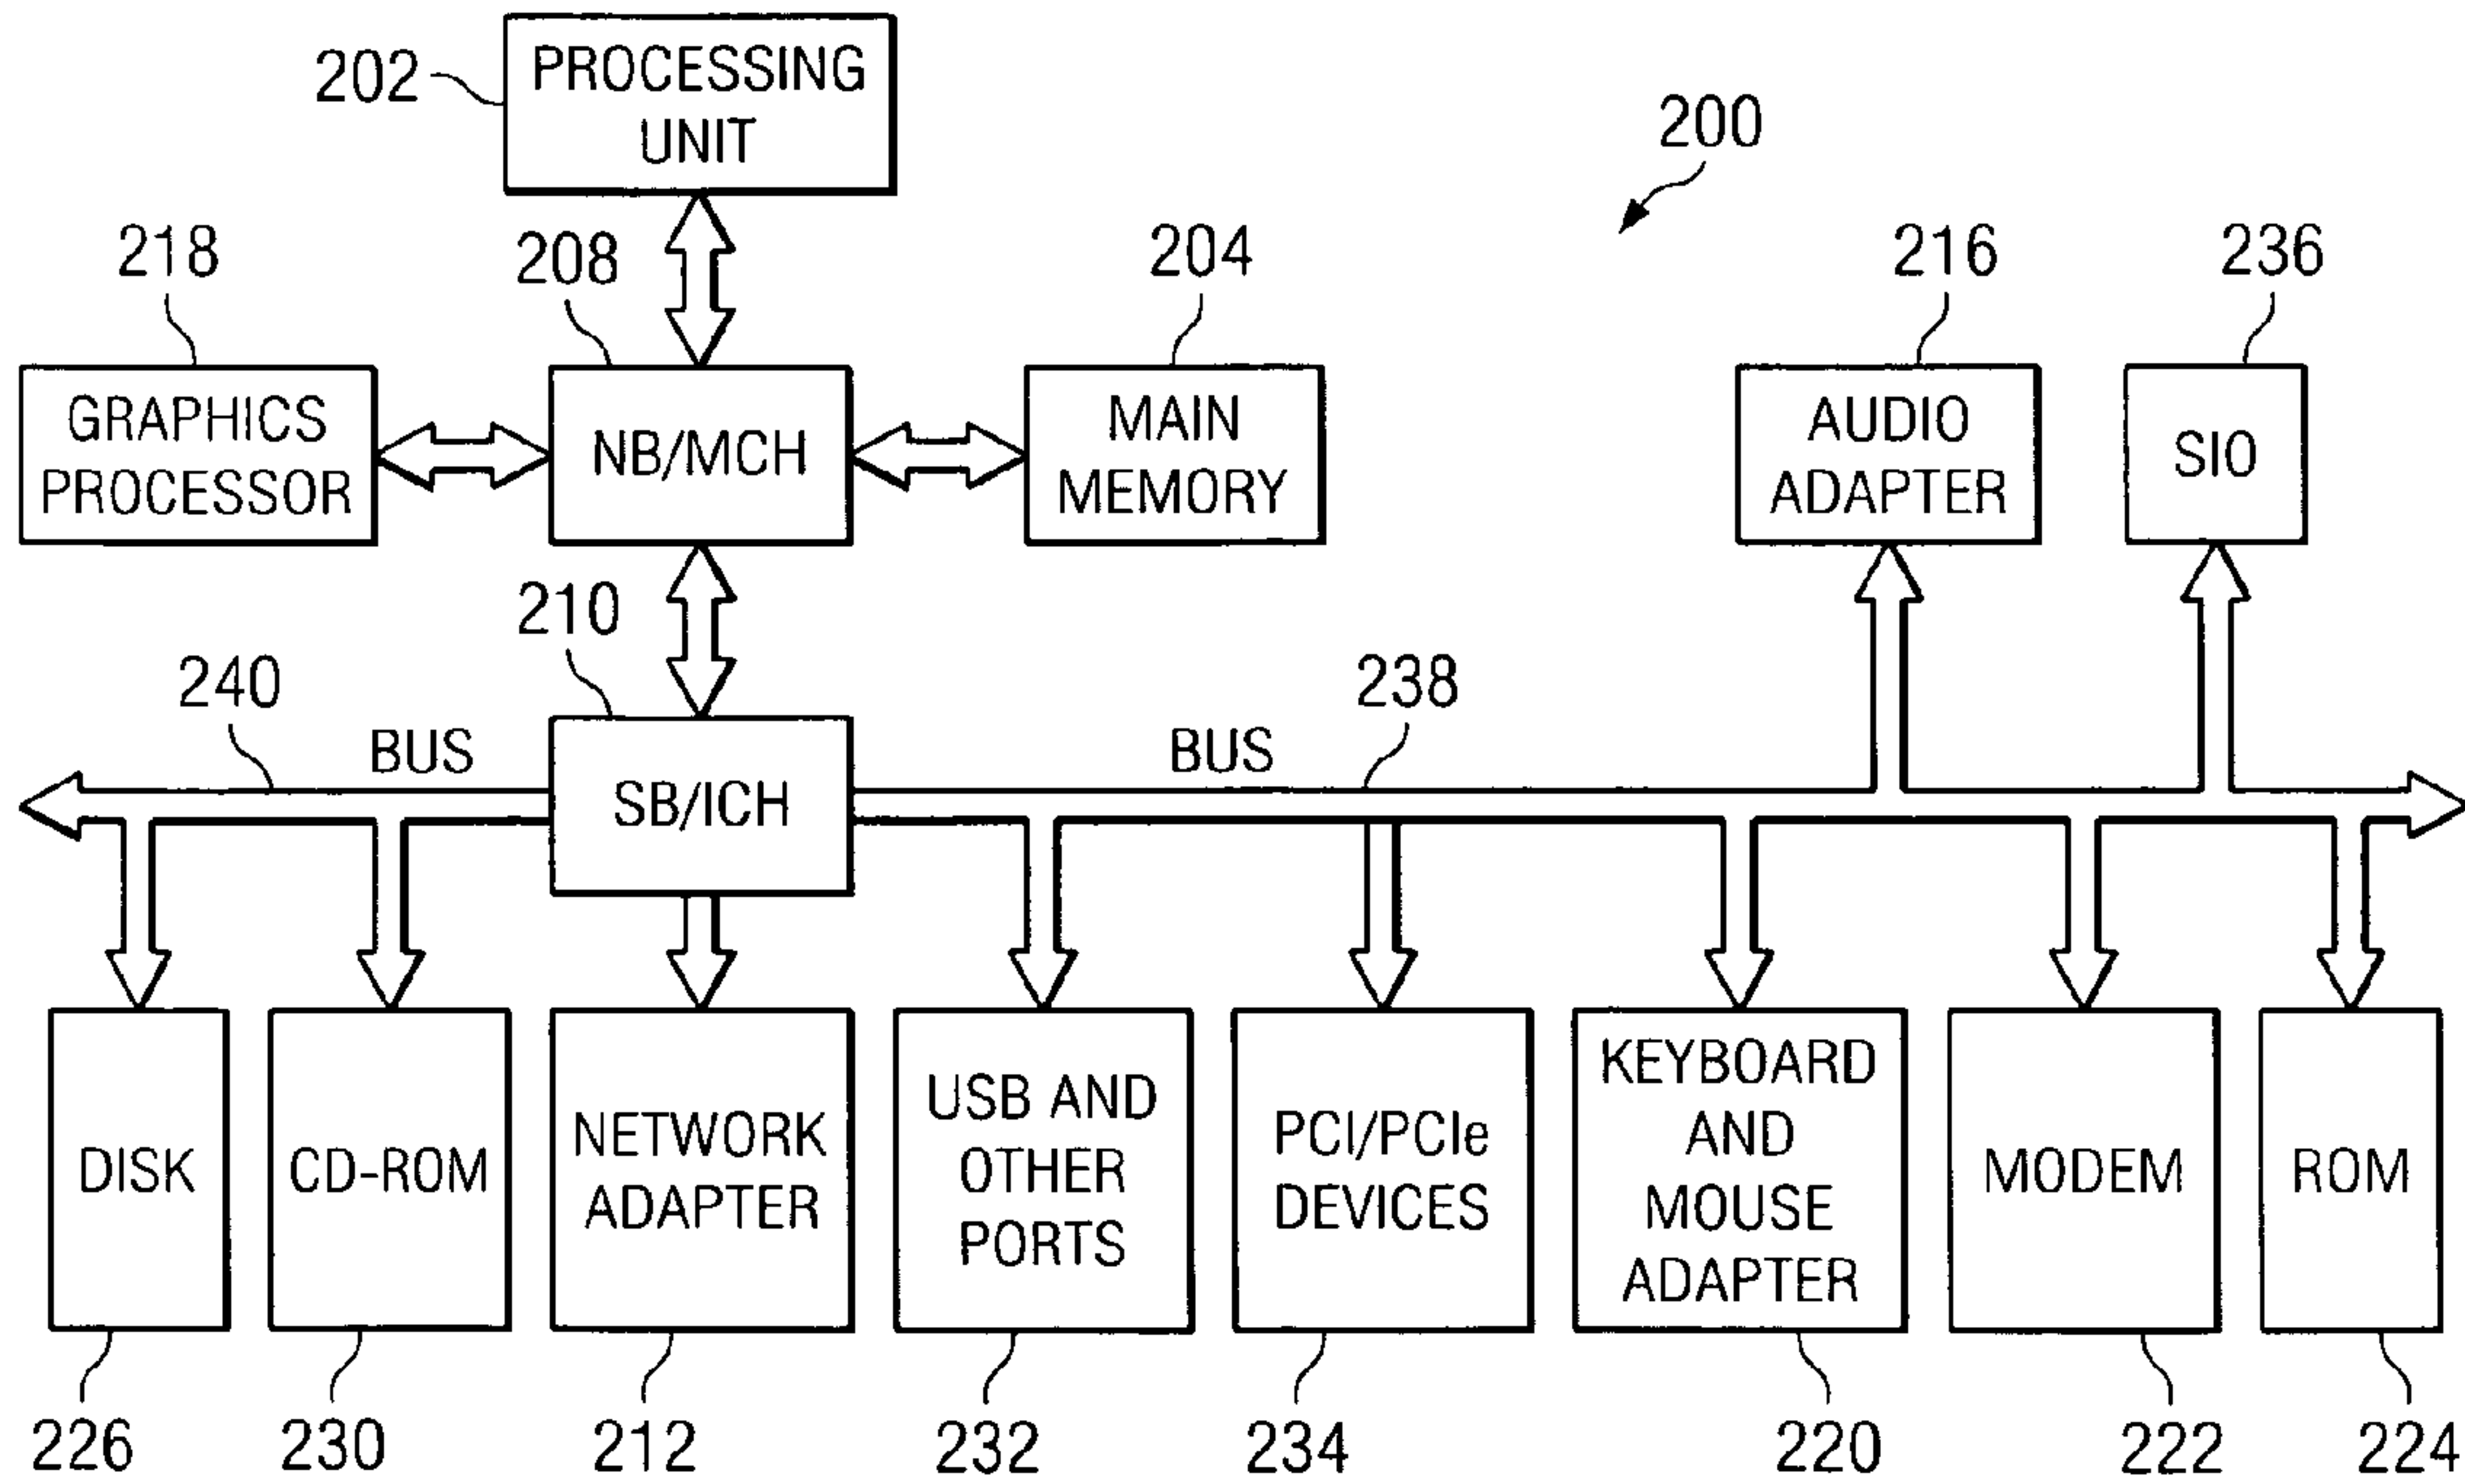 202
PROCESSING
UNIT
200
218
208
204
216
236
GRAPHICS
PROCESSOR
NB/MCH
MAIN
MEMORY
AUDIO
ADAPTER
SIO
210
240
238
BUS
BUS
SB/ICH
DISK
CD-ROM
NETWORK
ADAPTER
USB AND
OTHER
PORTS
PCI/PCIe
DEVICES
KEYBOARD
AND
MOUSE
ADAPTER
MODEM
ROM
226
230
212
232
234
220
222
224